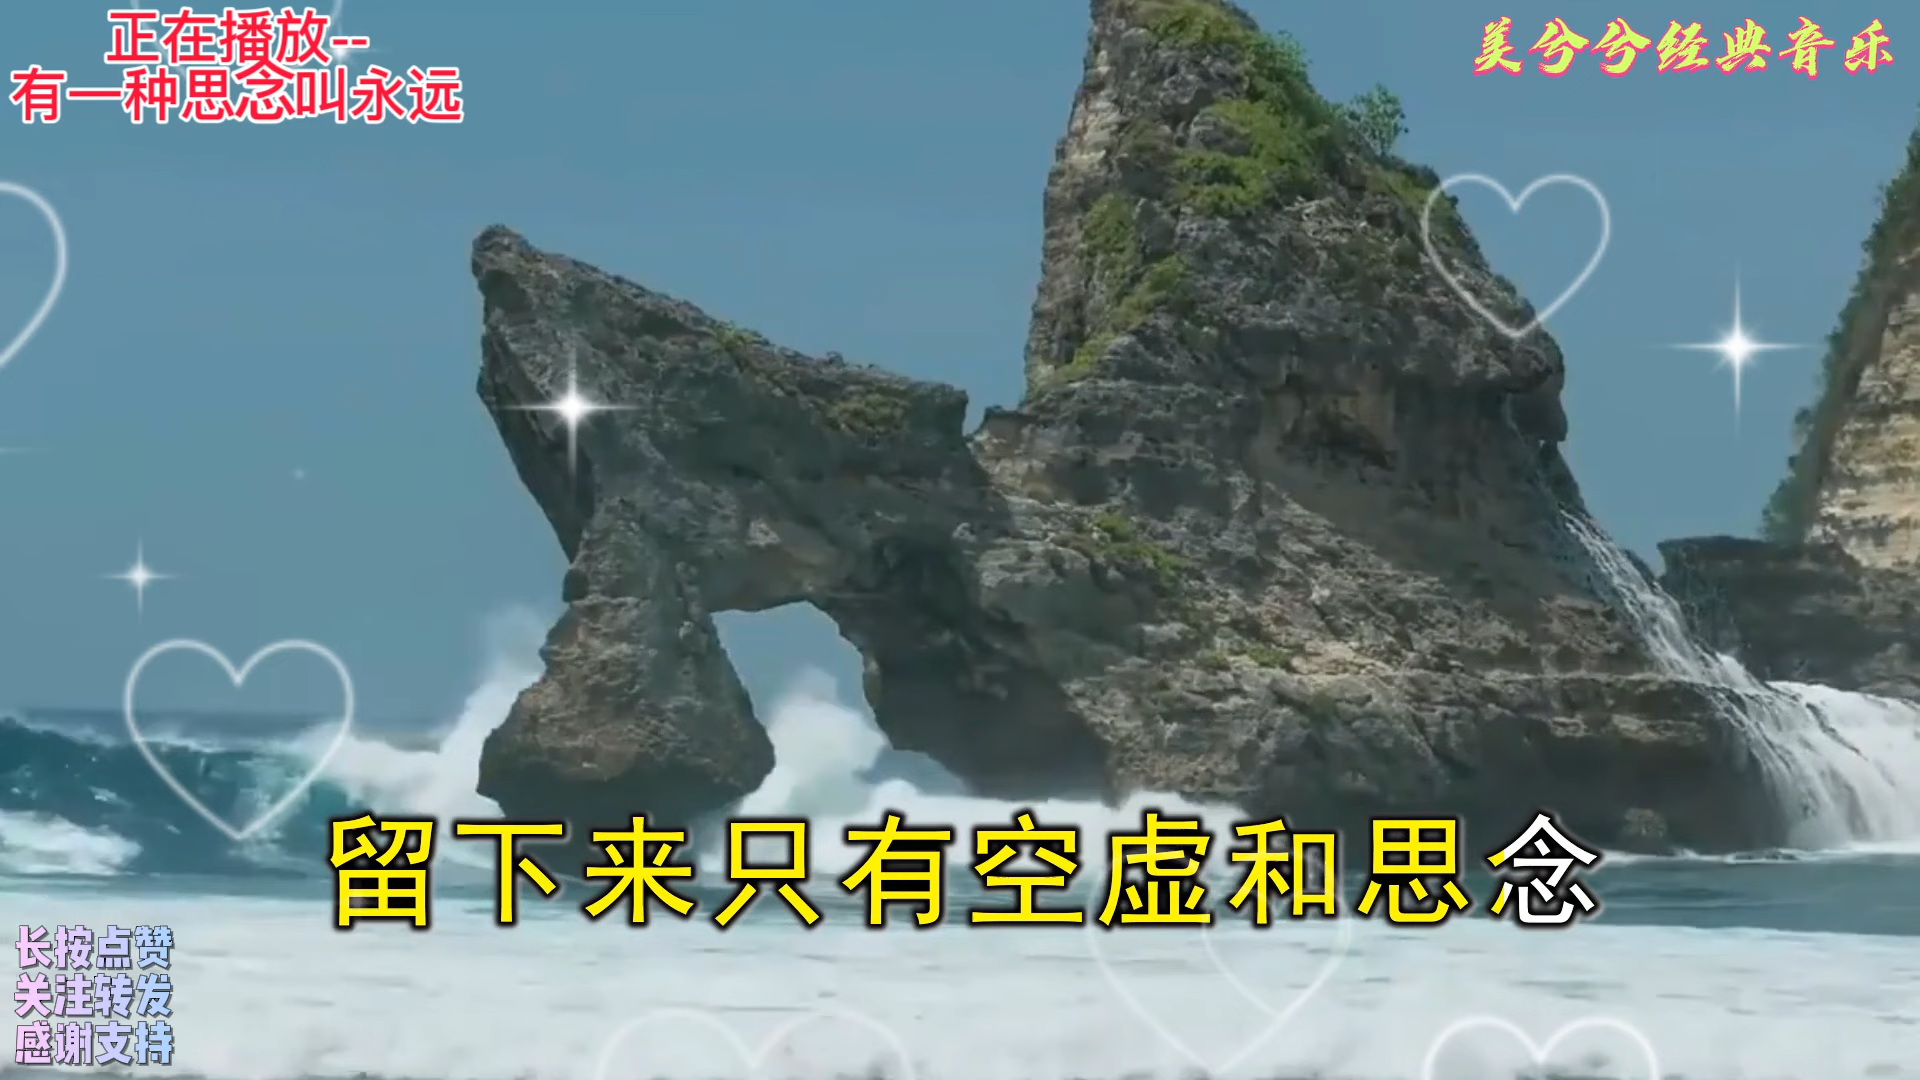 正在播放--
有一种思念叫永远
美兮兮经典音乐
留下来只有空虚和思念
长按点赞
关注转发
感谢支持